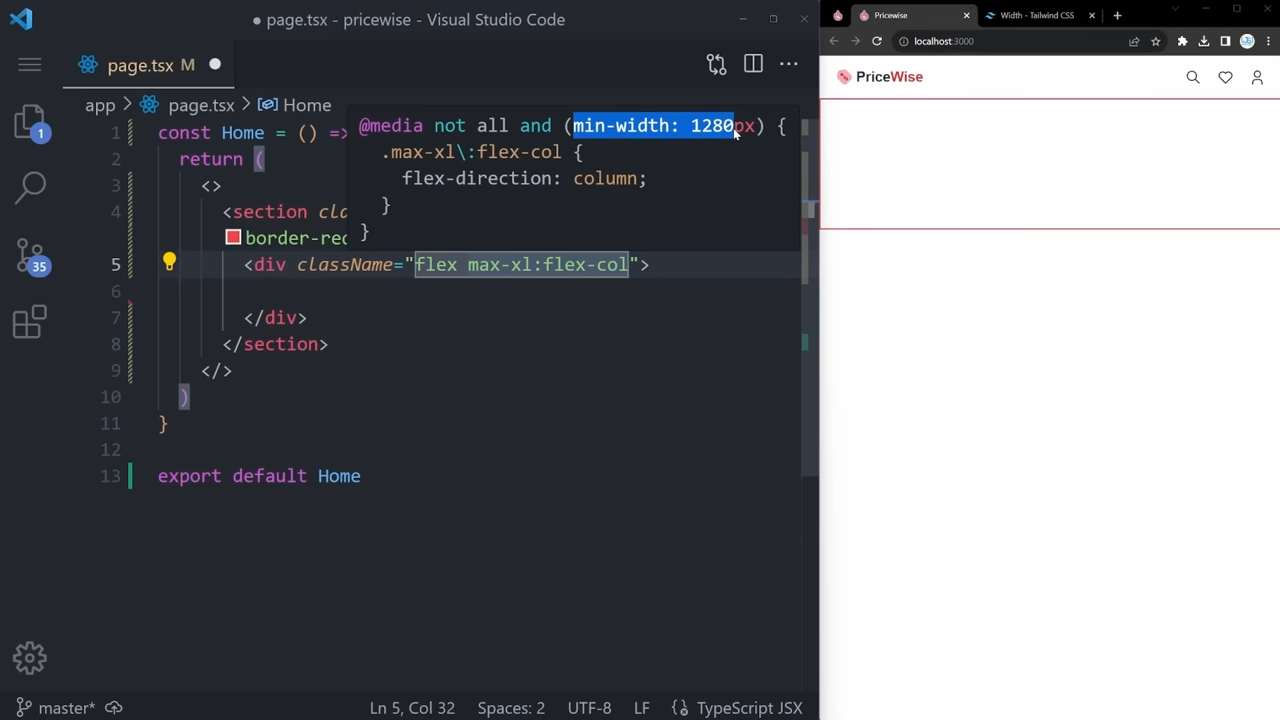 page.tsx - pricewise - Visual Studio Code
page.tsx M
app > page.tsx > Home
1 const Home = () =>
2 return (
3 <>
4 <section cla
border-red
5 <div className="flex max-xl:flex-col">
6
7 </div>
8 </section>
9 </>
10 )
11 }
12
13 export default Home
@media not all and (min-width: 1280px) {
.max-xl\:flex-col {
flex-direction: column;
}
}
1
35
master*
Ln 5, Col 32
Spaces: 2
UTF-8
LF
TypeScript JSX
Pricewise
Width - Tailwind CSS
localhost:3000
PriceWise